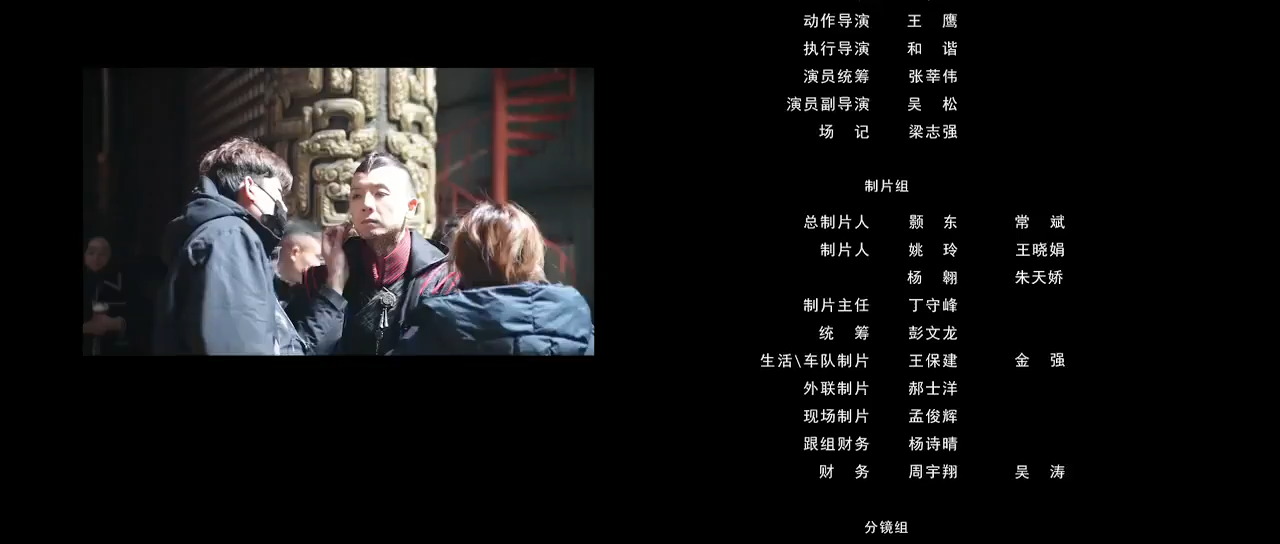 动作导演 王 鹰
执行导演 和 谐
演员统筹 张莘伟
演员副导演 吴 松
场 记 梁志强
制片组
总制片人 颢 东 常 斌
制片人 姚 玲 王晓娟
杨 翱 朱天娇
制片主任 丁守峰
统 筹 彭文龙
生活\车队制片 王保建 金 强
外联制片 郝士洋
现场制片 孟俊辉
跟组财务 杨诗晴
财 务 周宇翔 吴 涛
分镜组